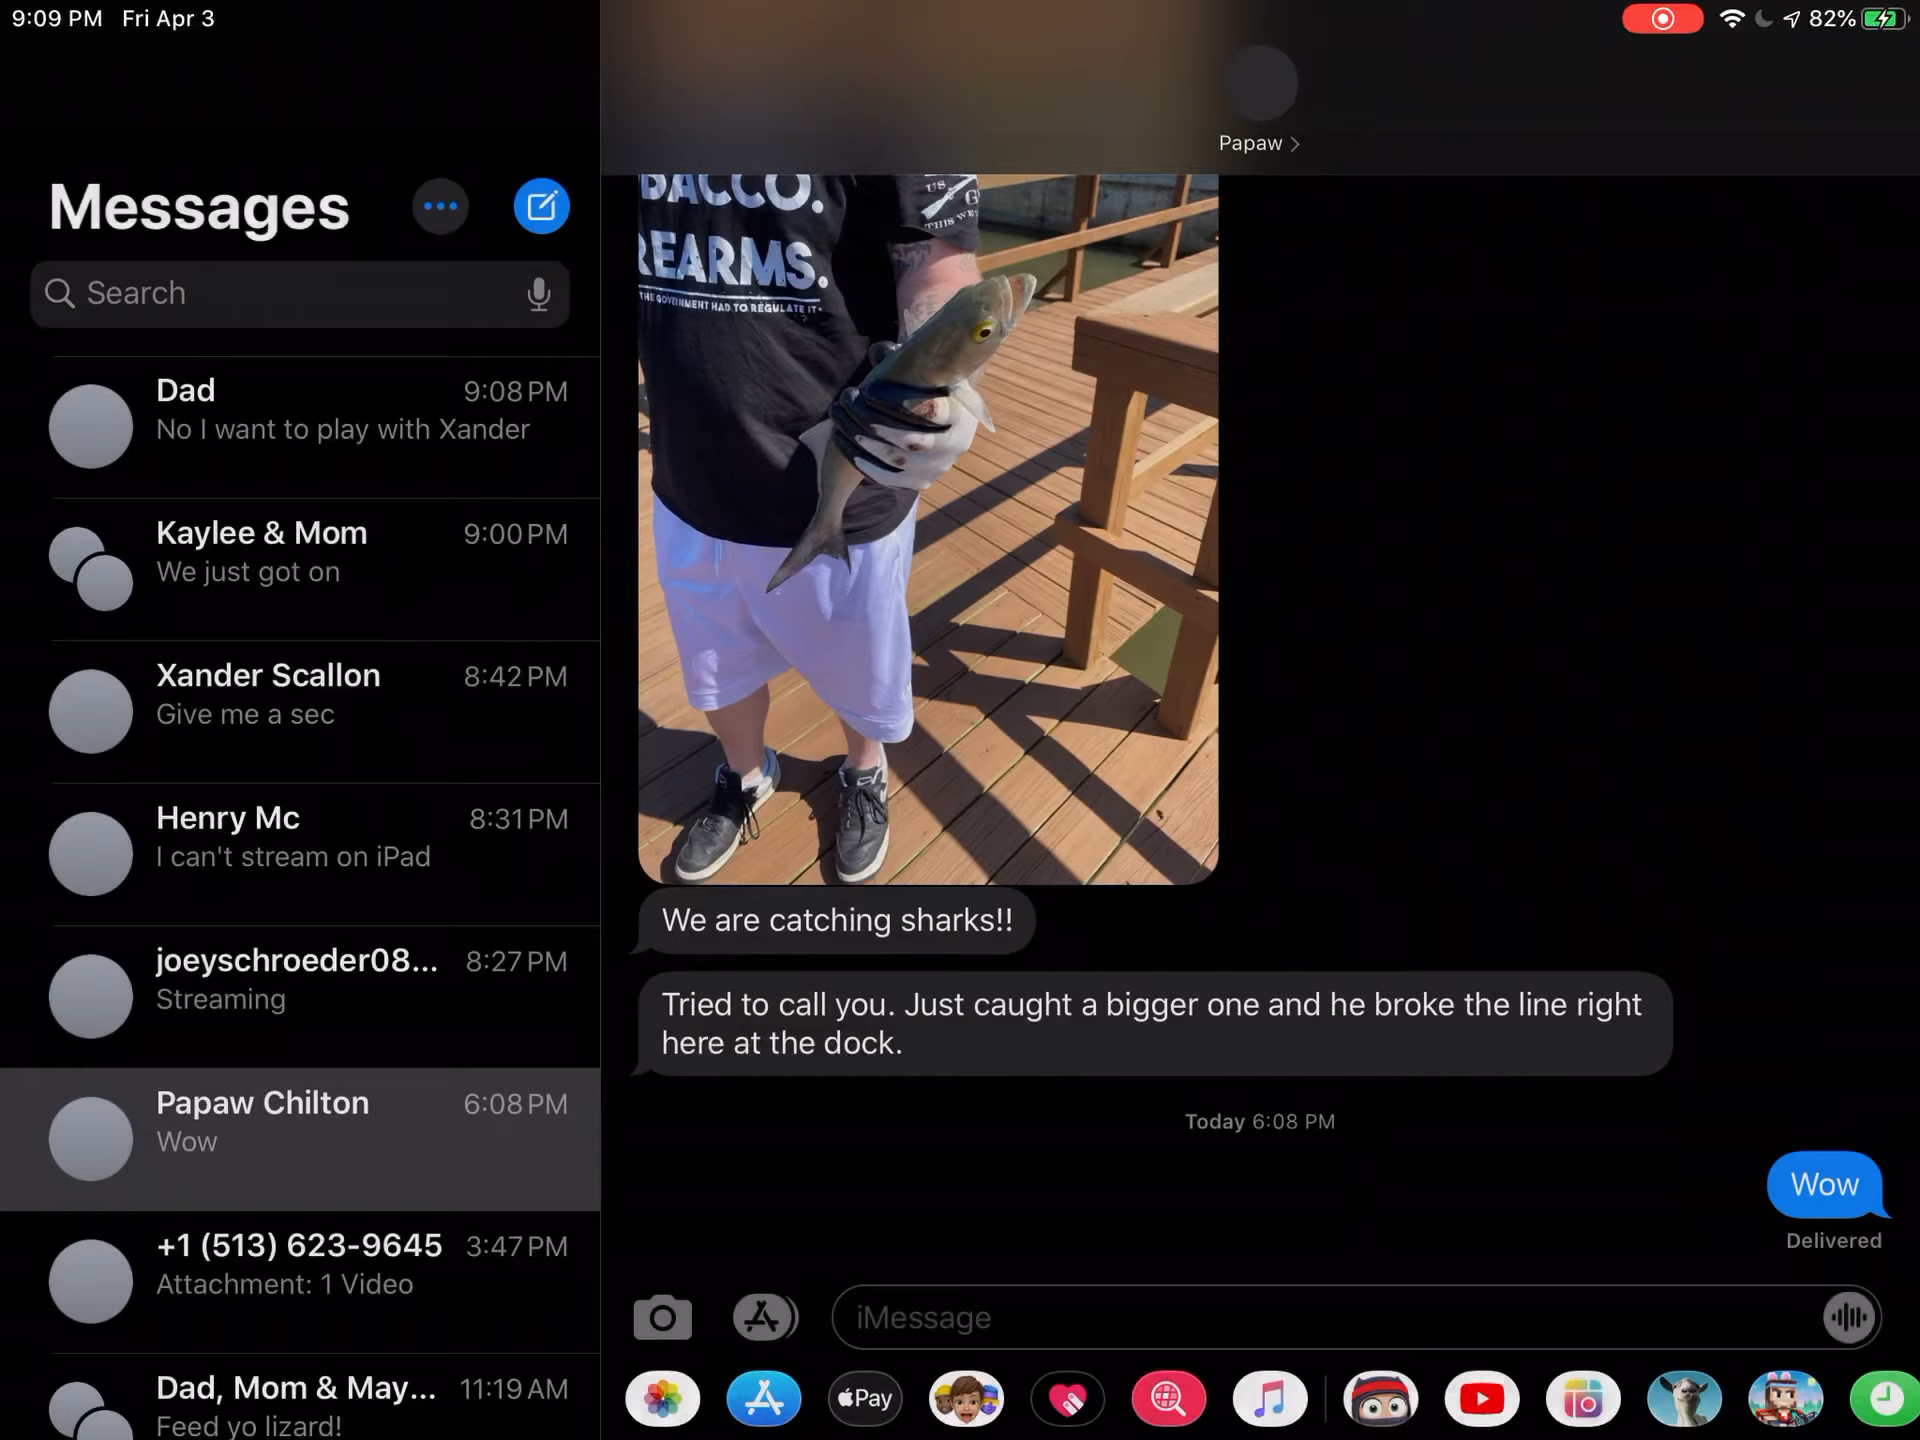 9:09 PM Fri Apr 3
82%
Messages
Search
Dad 9:08 PM
No I want to play with Xander
Kaylee & Mom 9:00 PM
We just got on
Xander Scallon 8:42 PM
Give me a sec
Henry Mc 8:31 PM
I can't stream on iPad
joeyschroeder08... 8:27 PM
Streaming
Papaw Chilton 6:08 PM
Wow
+1 (513) 623-9645 3:47 PM
Attachment: 1 Video
Dad, Mom & May... 11:19 AM
Feed yo lizard!
Papaw >
BACCO.
REARMS.
THE GOVERNMENT HAD TO REGULATE IT
US
G
THIS WE
We are catching sharks!!
Tried to call you. Just caught a bigger one and he broke the line right
here at the dock.
Today 6:08 PM
Wow
Delivered
iMessage
Pay